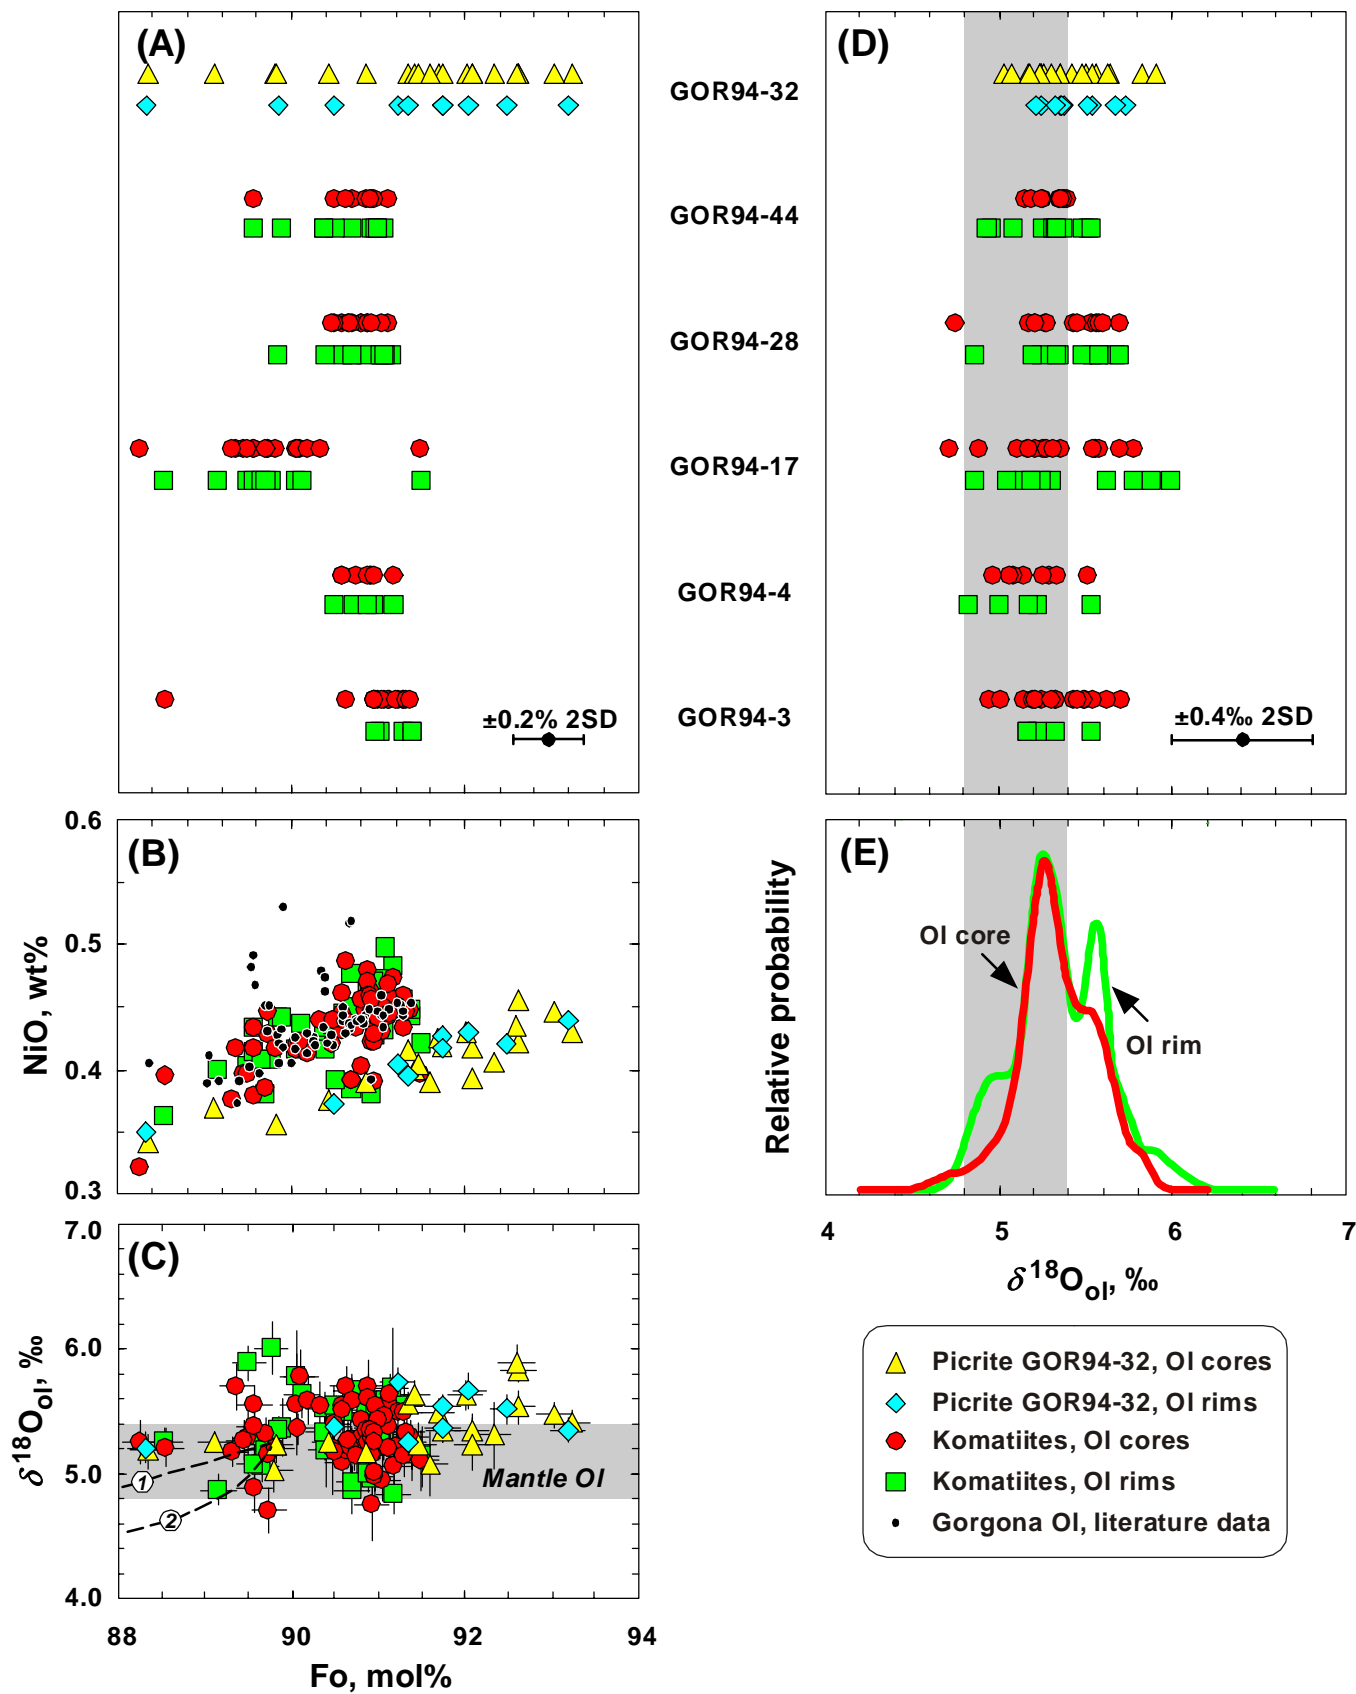 (A)
(D)
GOR94-32
GOR94-44
GOR94-28
GOR94-17
GOR94-4
GOR94-3
±0.2% 2SD
±0.4‰ 2SD
0.6
0.5
0.4
0.3
NiO, wt%
(B)
(E)
Relative probability
Ol core
Ol rim
4
5
6
7
δ18Ool, ‰
7.0
6.0
5.0
4.0
δ18Ool, ‰
(C)
Mantle Ol
1
2
88
90
92
94
Fo, mol%
Picrite GOR94-32, Ol cores
Picrite GOR94-32, Ol rims
Komatiites, Ol cores
Komatiites, Ol rims
Gorgona Ol, literature data